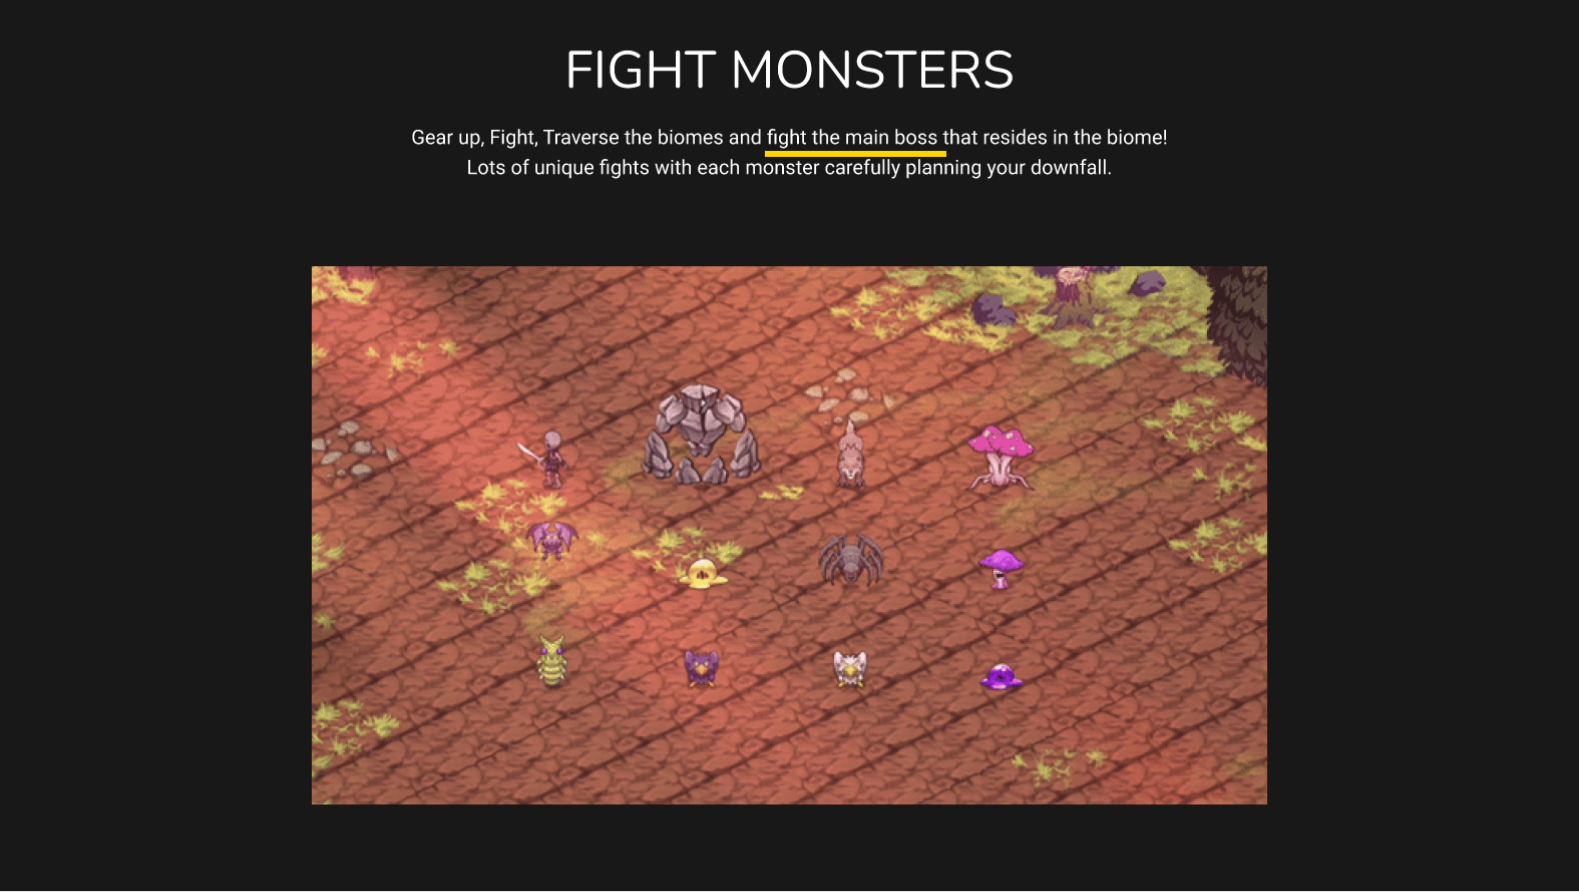 FIGHT MONSTERS
Gear up, Fight, Traverse the biomes and fight the main boss that resides in the biome!
Lots of unique fights with each monster carefully planning your downfall.